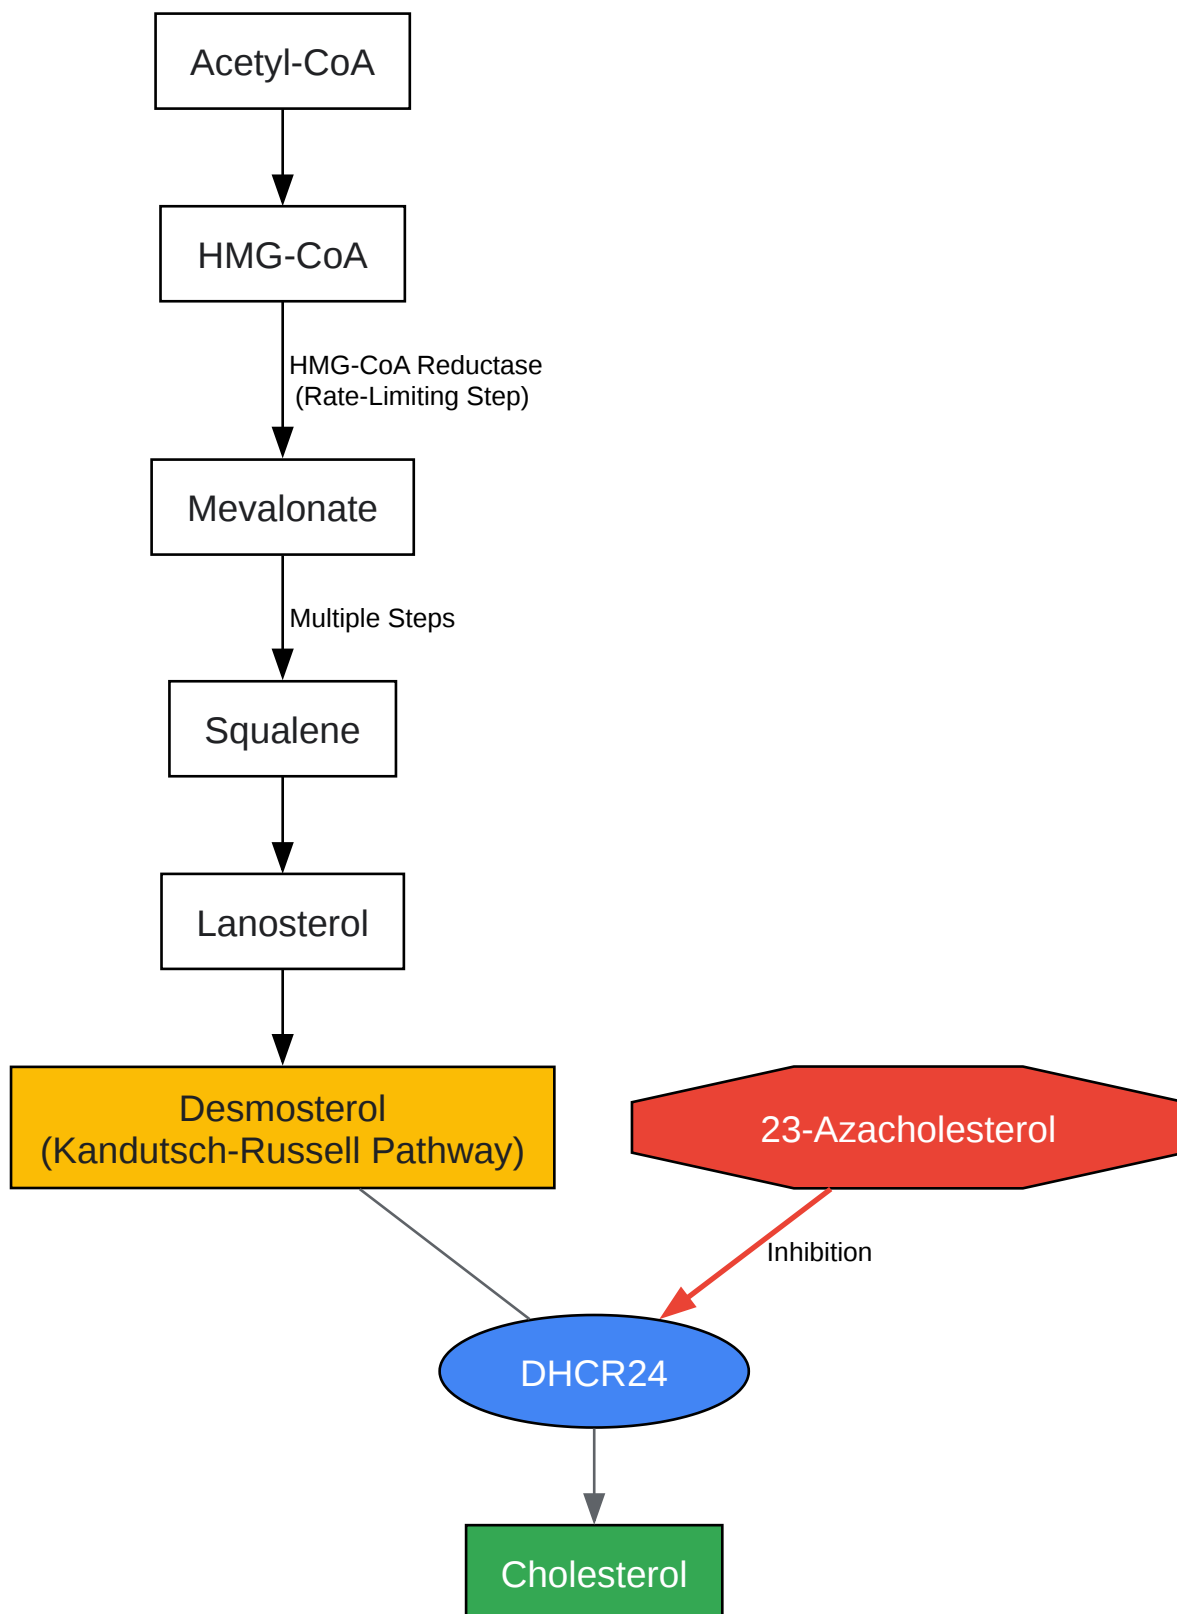 Acetyl-CoA
HMG-CoA
HMG-CoA Reductase
(Rate-Limiting Step)
Mevalonate
Multiple Steps
Squalene
Lanosterol
Desmosterol
(Kandutsch-Russell Pathway)
23-Azacholesterol
Inhibition
DHCR24
Cholesterol